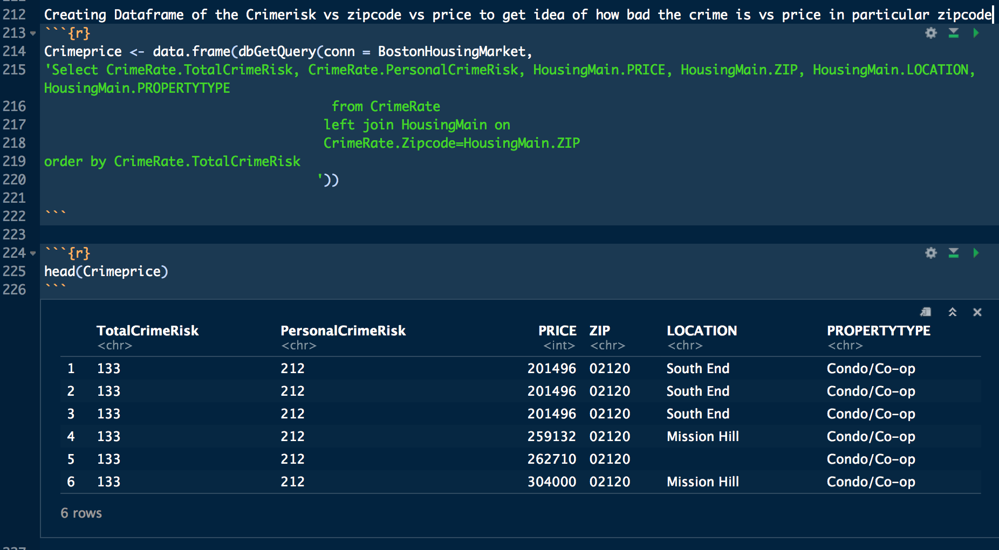 212 Creating Dataframe of the Crimerisk vs zipcode vs price to get idea of how bad the crime is vs price in particular zipcode
213 ```{r}
214 Crimeprice <- data.frame(dbGetQuery(conn = BostonHousingMarket,
215 'Select CrimeRate.TotalCrimeRisk, CrimeRate.PersonalCrimeRisk, HousingMain.PRICE, HousingMain.ZIP, HousingMain.LOCATION,
HousingMain.PROPERTYTYPE
216 from CrimeRate
217 left join HousingMain on
218 CrimeRate.Zipcode=HousingMain.ZIP
219 order by CrimeRate.TotalCrimeRisk
220 '))
221
222 ```
223
224 ```{r}
225 head(Crimeprice)
226 ```
TotalCrimeRisk PersonalCrimeRisk PRICE ZIP LOCATION PROPERTYTYPE
<chr> <chr> <int> <chr> <chr> <chr>
1 133 212 201496 02120 South End Condo/Co-op
2 133 212 201496 02120 South End Condo/Co-op
3 133 212 201496 02120 South End Condo/Co-op
4 133 212 259132 02120 Mission Hill Condo/Co-op
5 133 212 262710 02120 Condo/Co-op
6 133 212 304000 02120 Mission Hill Condo/Co-op
6 rows